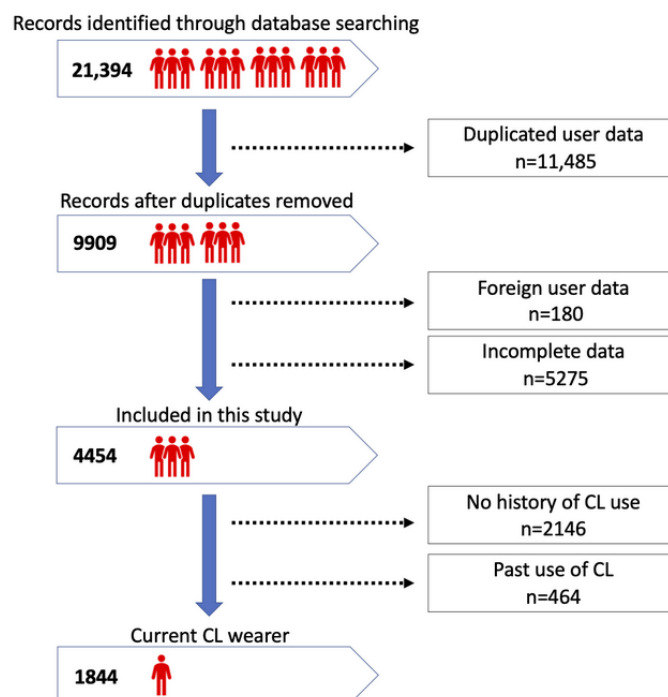 Records identified through database searching
21,394
Duplicated user data
n=11,485
Records after duplicates removed
9909
Foreign user data
n=180
Incomplete data
n=5275
Included in this study
4454
No history of CL use
n=2146
Past use of CL
n=464
Current CL wearer
1844